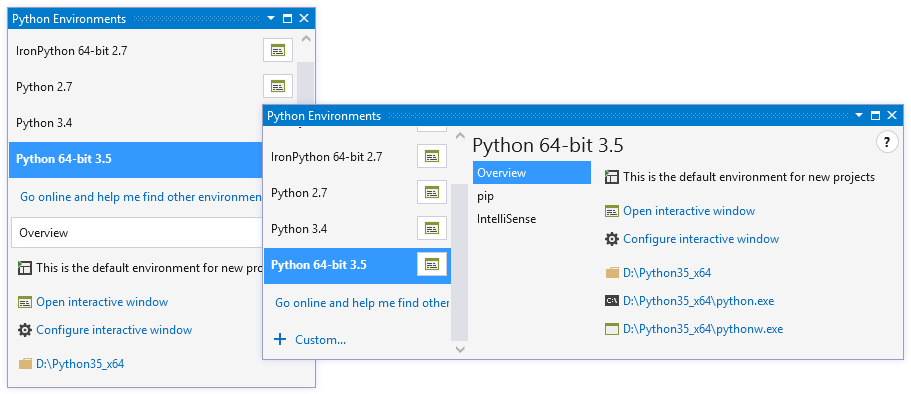 Python Environments
IronPython 64-bit 2.7
Python 2.7
Python 3.4
Python 64-bit 3.5
Go online and help me find other environmen
Overview
This is the default environment for new pro
Open interactive window
Configure interactive window
D:\Python35_x64
Python Environments
IronPython 64-bit 2.7
Python 2.7
Python 3.4
Python 64-bit 3.5
Go online and help me find other
Custom...
Python 64-bit 3.5
?
Overview
pip
IntelliSense
This is the default environment for new projects
Open interactive window
Configure interactive window
D:\Python35_x64
C:\ D:\Python35_x64\python.exe
D:\Python35_x64\pythonw.exe